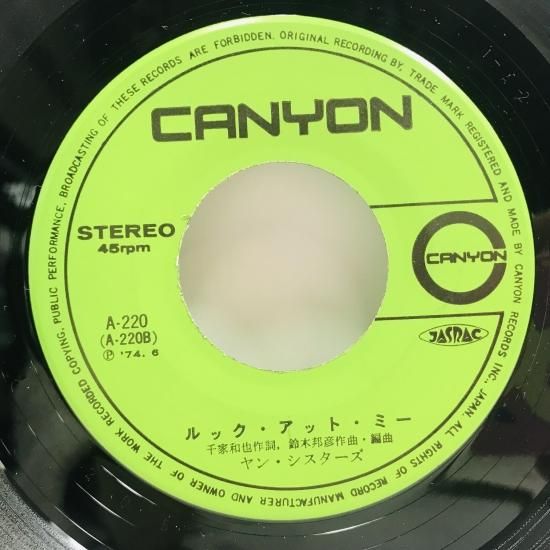 CANYON
STEREO
45rpm
CANYON
JASRAC
A-220
(A-220B)
Ⓟ '74. 6
ルック・アット・ミー
千家和也作詞, 鈴木邦彦作曲・編曲
ヤン・シスターズ
ORIGINAL RECORDING BY, TRADE MARK REGISTERED AND MADE BY CANYON RECORDS INC., JAPAN. ALL RIGHTS OF RECORD MANUFACTURER AND OWNER OF THE WORK RECORDED COPYING, PUBLIC PERFORMANCE, BROADCASTING OF THESE RECORDS ARE FORBIDDEN.